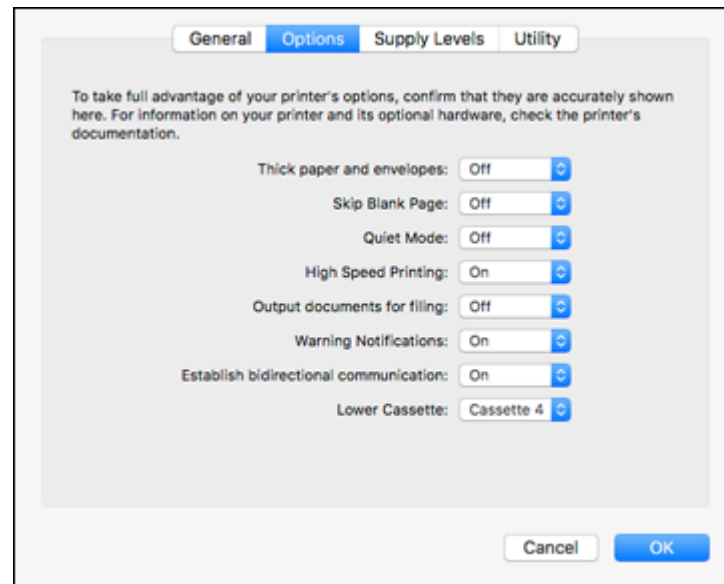 General Options Supply Levels Utility
To take full advantage of your printer's options, confirm that they are accurately shown
here. For information on your printer and its optional hardware, check the printer's
documentation.
Thick paper and envelopes: Off
Skip Blank Page: Off
Quiet Mode: Off
High Speed Printing: On
Output documents for filing: Off
Warning Notifications: On
Establish bidirectional communication: On
Lower Cassette: Cassette 4
Cancel OK